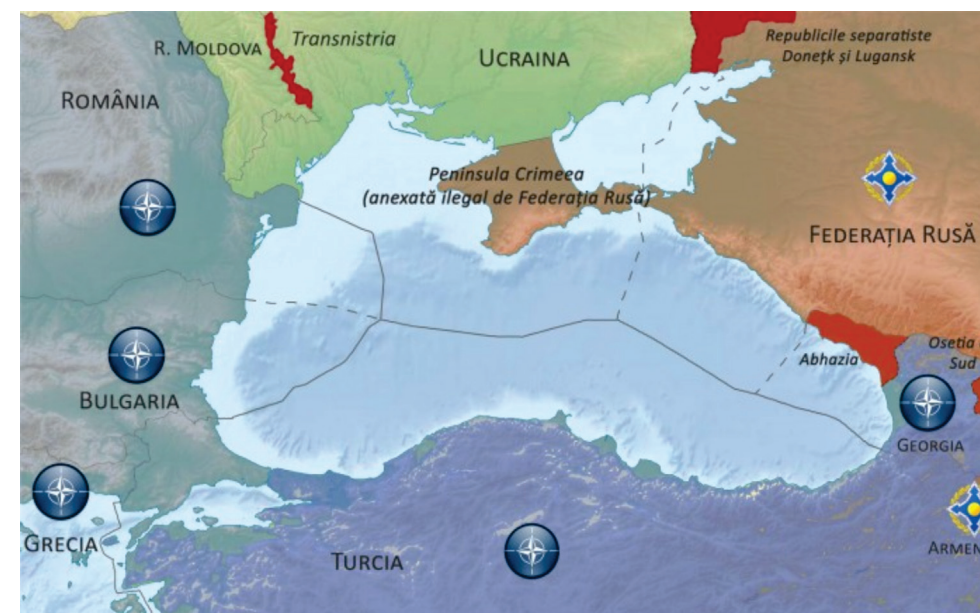 R. MOLDOVA
Transnistria
UCRAINA
Republicile separatiste
Donețk și Lugansk
ROMÂNIA
Peninsula Crimeea
(anexată ilegal de Federația Rusă)
FEDERAȚIA RUSĂ
Abhazia
Osetia
Sud
BULGARIA
GEORGIA
GRECIA
TURCIA
ARMEN